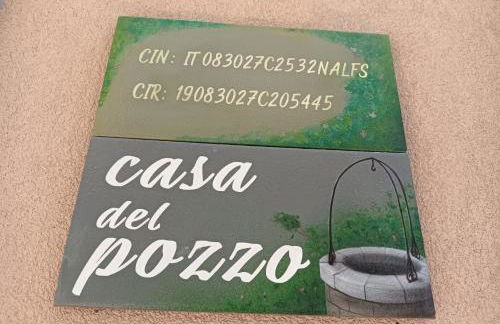 CIN: IT083027C2532NALFS
CIR: 19083027C205445
casa
del
pozzo